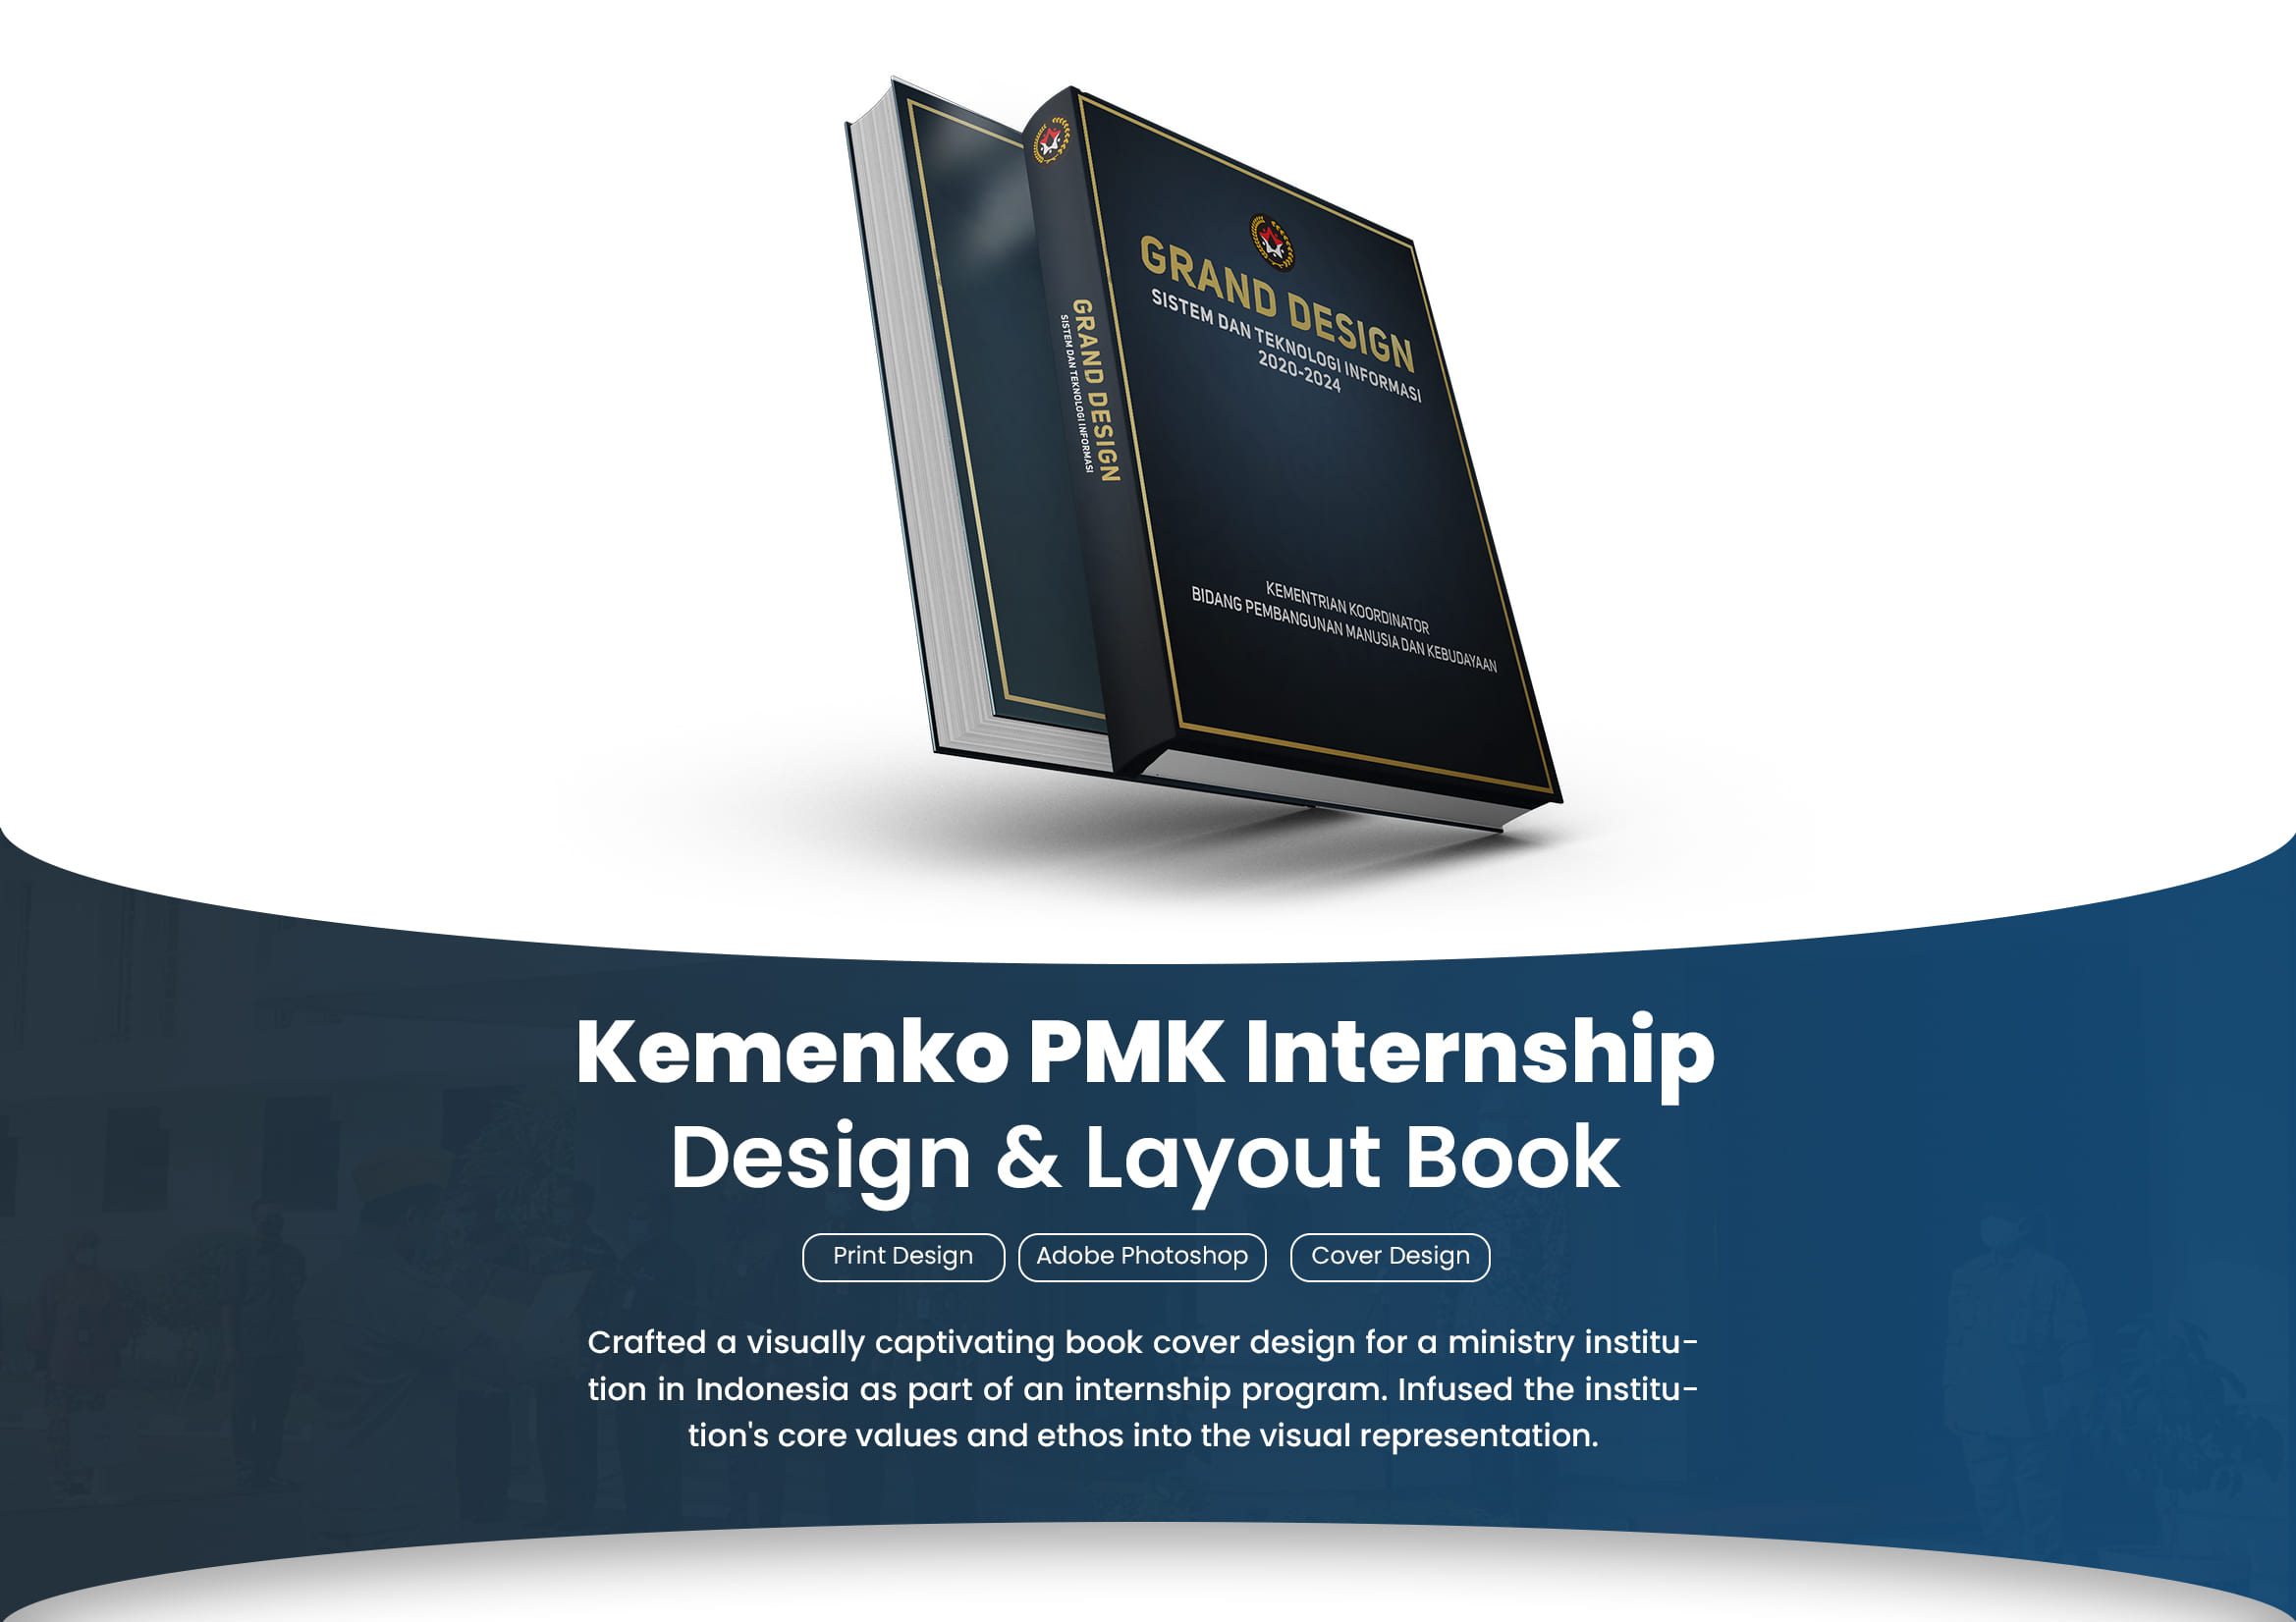 GRAND DESIGN
SISTEM DAN TEKNOLOGI INFORMASI
GRAND DESIGN
SISTEM DAN TEKNOLOGI INFORMASI
2020-2024
KEMENTRIAN KOORDINATOR
BIDANG PEMBANGUNAN MANUSIA DAN KEBUDAYAAN
Kemenko PMK Internship
Design & Layout Book
Print Design
Adobe Photoshop
Cover Design
Crafted a visually captivating book cover design for a ministry institu-
tion in Indonesia as part of an internship program. Infused the institu-
tion's core values and ethos into the visual representation.